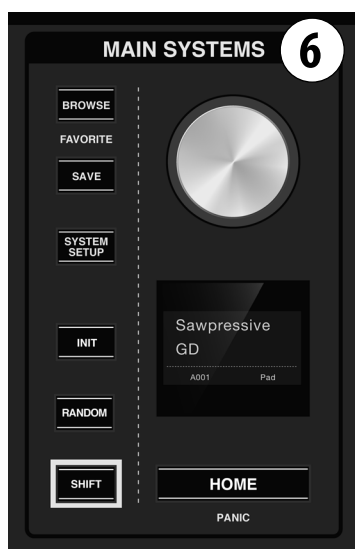 MAIN SYSTEMS
6
BROWSE
FAVORITE
SAVE
SYSTEM
SETUP
INIT
RANDOM
SHIFT
Sawpressive
GD
A001 Pad
HOME
PANIC